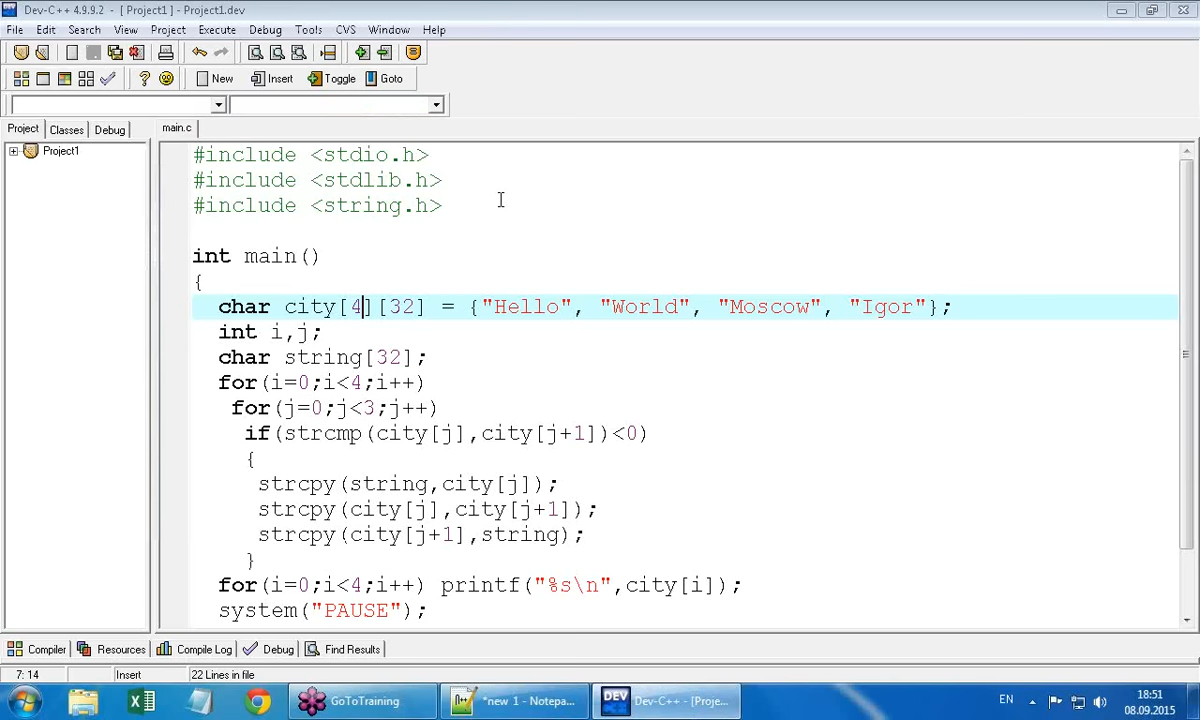 Dev-C++ 4.9.9.2 - [ Project1 ] - Project1.dev
File Edit Search View Project Execute Debug Tools CVS Window Help
New Insert Toggle Goto
Project Classes Debug main.c
Project1
#include <stdio.h>
#include <stdlib.h>
#include <string.h>
int main()
{
char city[4][32] = {"Hello", "World", "Moscow", "Igor"};
int i,j;
char string[32];
for(i=0;i<4;i++)
for(j=0;j<3;j++)
if(strcmp(city[j],city[j+1])<0)
{
strcpy(string,city[j]);
strcpy(city[j],city[j+1]);
strcpy(city[j+1],string);
}
for(i=0;i<4;i++) printf("%s\n",city[i]);
system("PAUSE");
Compiler Resources Compile Log Debug Find Results
7: 14 Insert 22 Lines in file
GoToTraining *new 1 - Notepa... DEV Dev-C++ - [Proje... EN 18:51
08.09.2015